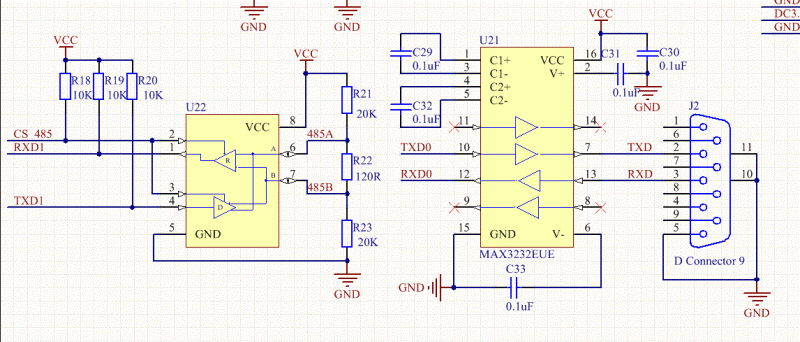 GND
GND
GND
DC3.
GND
VCC
R18
10K
R19
10K
R20
10K
CS_485
RXD1
TXD1
U22
VCC
2
1
3
4
5
GND
R
D
A
B
8
6
7
VCC
485A
485B
R21
20K
R22
120R
R23
20K
GND
C29
0.1uF
C32
0.1uF
TXD0
RXD0
U21
1
3
4
5
11
10
12
9
15
C1+
C1-
C2+
C2-
GND
VCC
V+
V-
16
2
14
7
13
8
6
MAX3232EUE
GND
C33
0.1uF
VCC
C31
0.1uF
C30
0.1uF
GND
TXD
RXD
J2
1
6
2
7
3
8
4
9
5
11
10
D Connector 9
GND